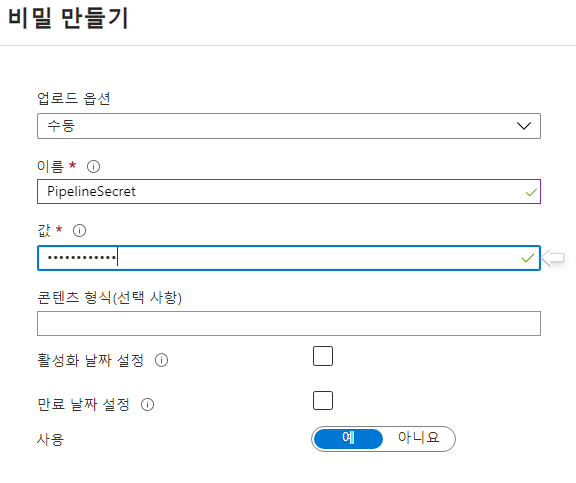 비밀 만들기
업로드 옵션
수동
이름 *
PipelineSecret
값 *
••••••••••••
콘텐츠 형식(선택 사항)
활성화 날짜 설정
만료 날짜 설정
사용 예 아니요